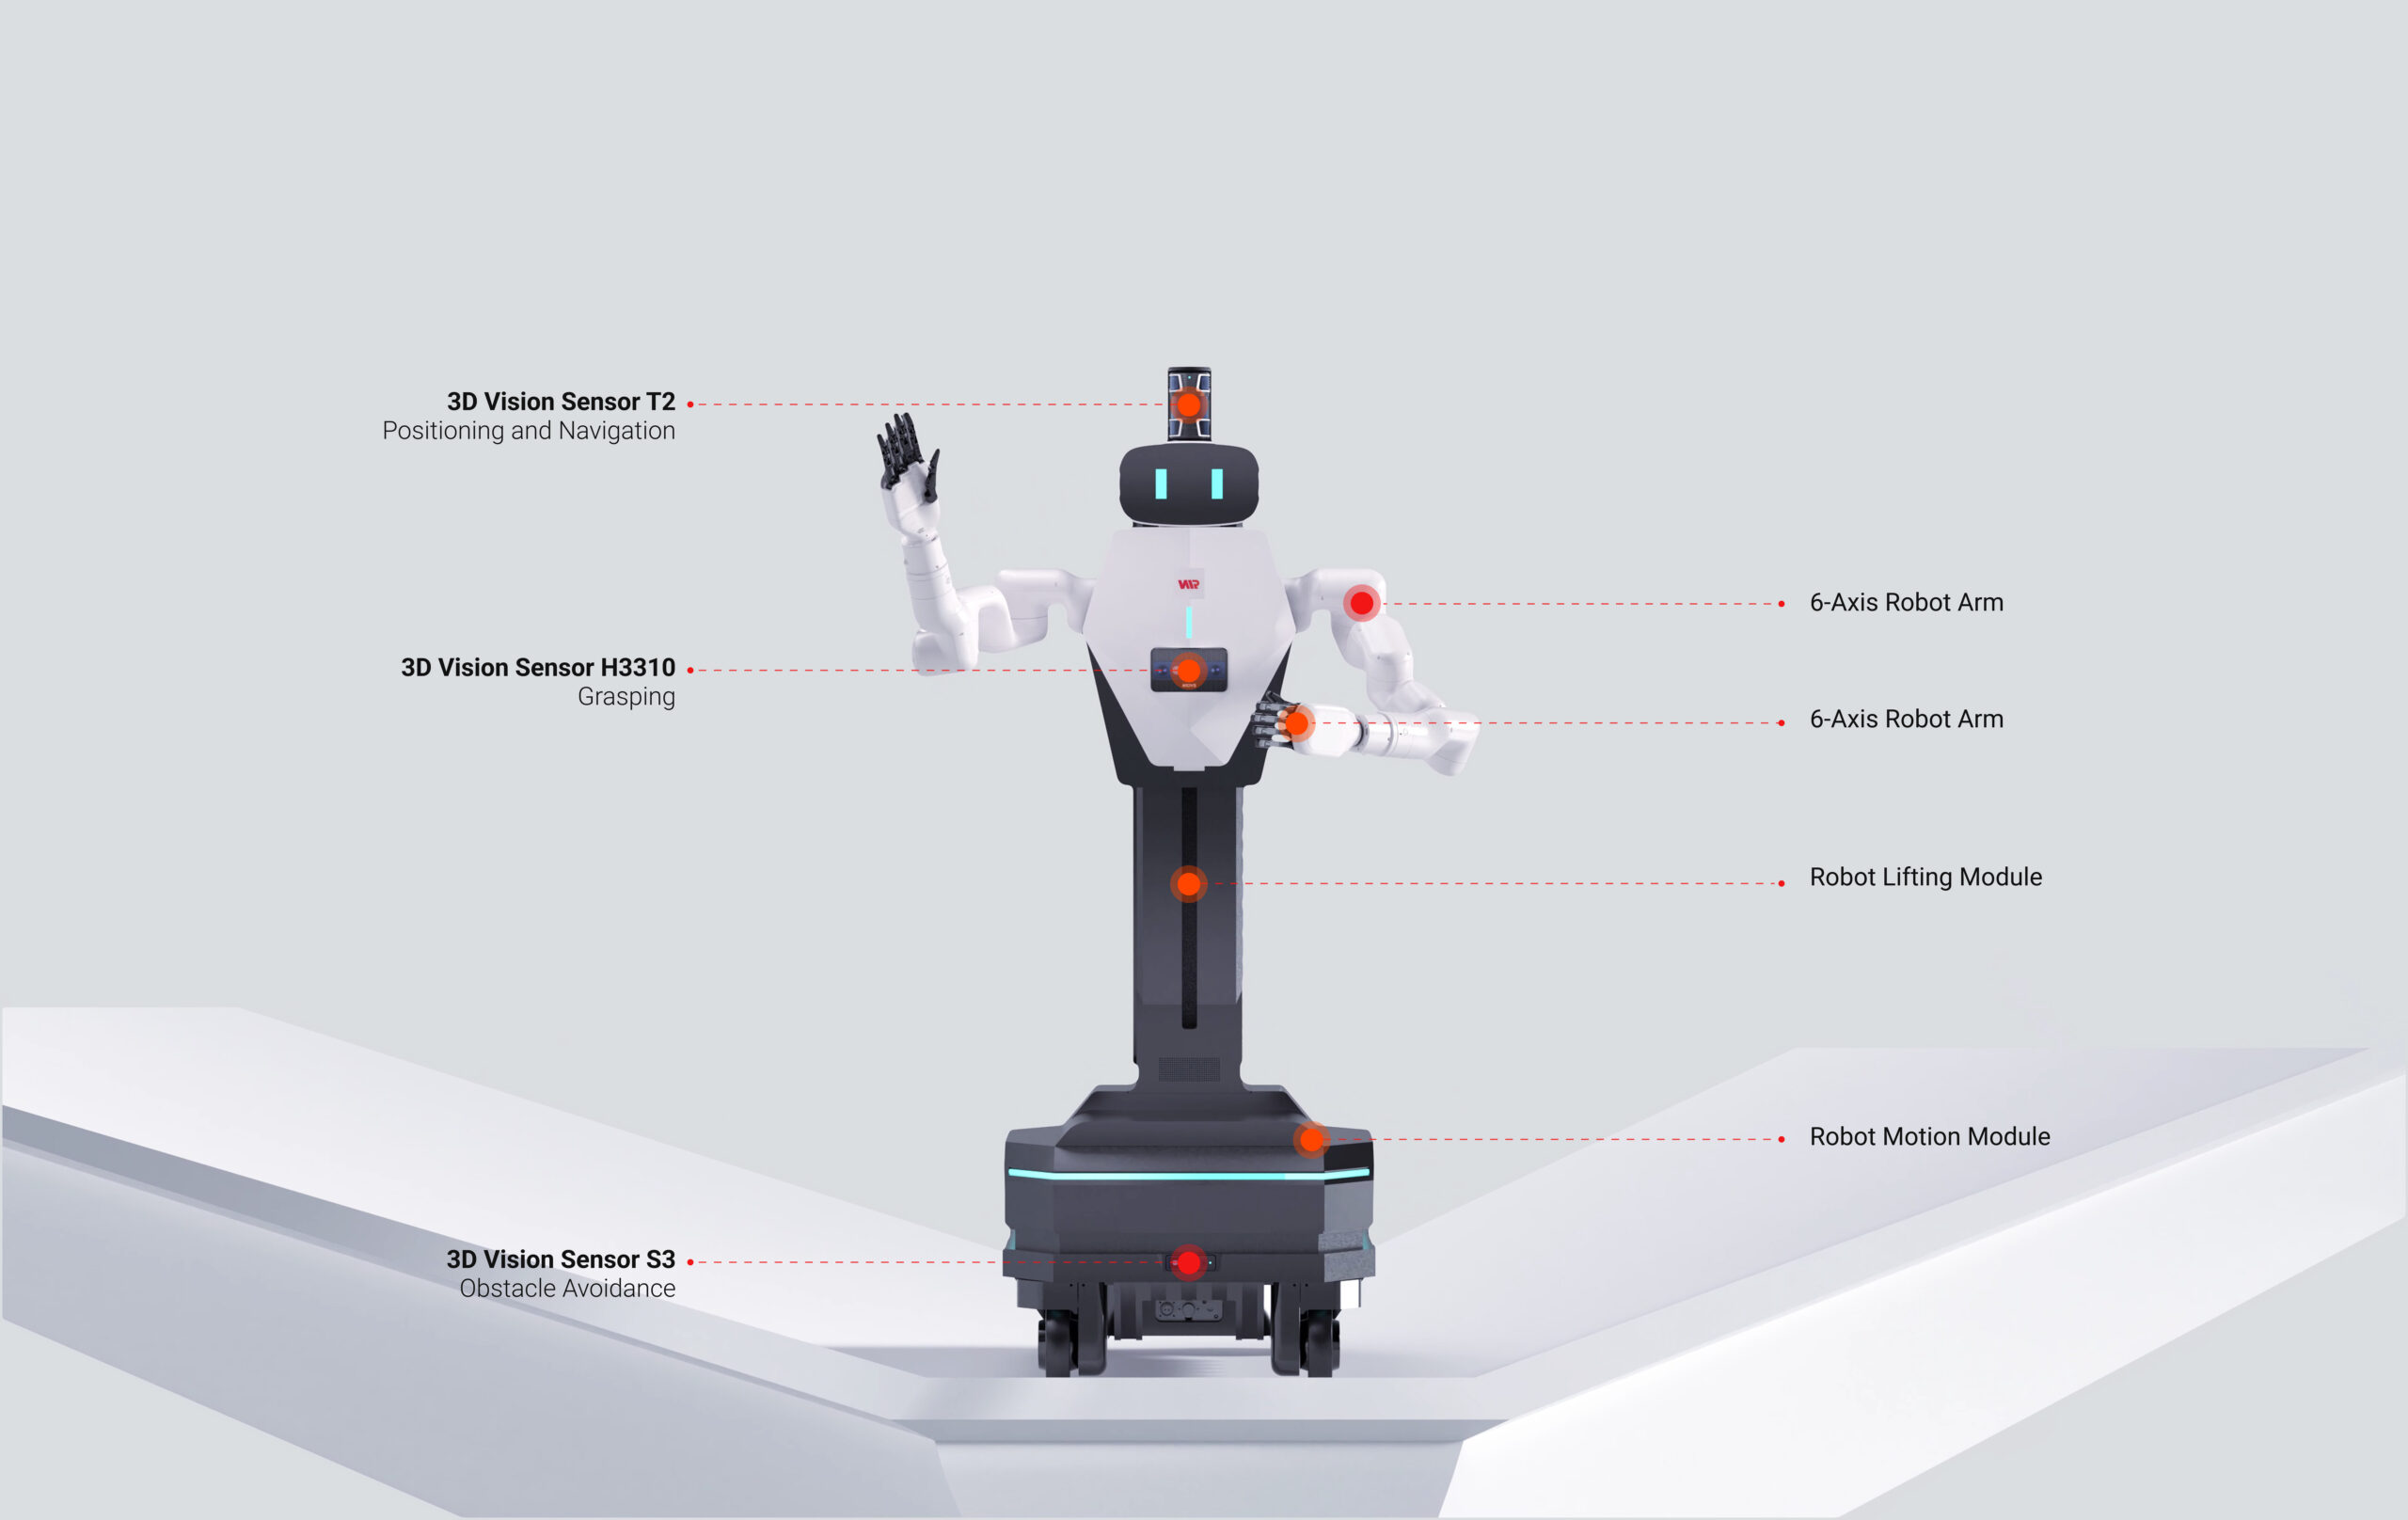 3D Vision Sensor T2
Positioning and Navigation
3D Vision Sensor H3310
Grasping
3D Vision Sensor S3
Obstacle Avoidance
6-Axis Robot Arm
6-Axis Robot Arm
Robot Lifting Module
Robot Motion Module